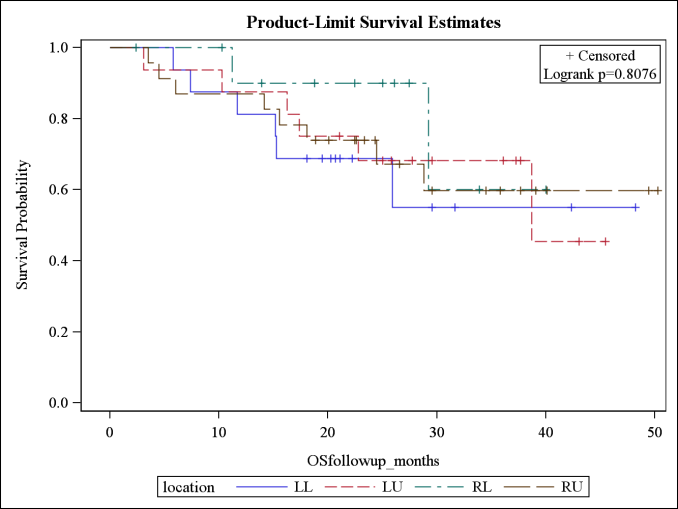 Product-Limit Survival Estimates
+ Censored
Logrank p=0.8076
Survival Probability
1.0
0.8
0.6
0.4
0.2
0.0
0 10 20 30 40 50
OSfollowup_months
location LL LU RL RU